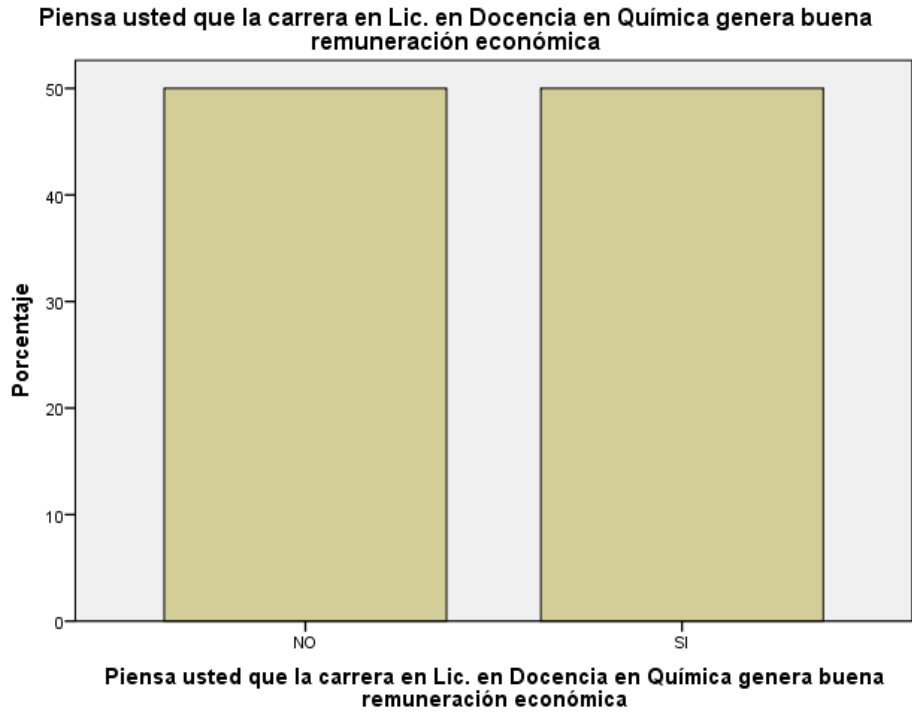 Piensa usted que la carrera en Lic. en Docencia en Química genera buena
remuneración económica
Porcentaje
50
40
30
20
10
0
NO
SI
Piensa usted que la carrera en Lic. en Docencia en Química genera buena
remuneración económica